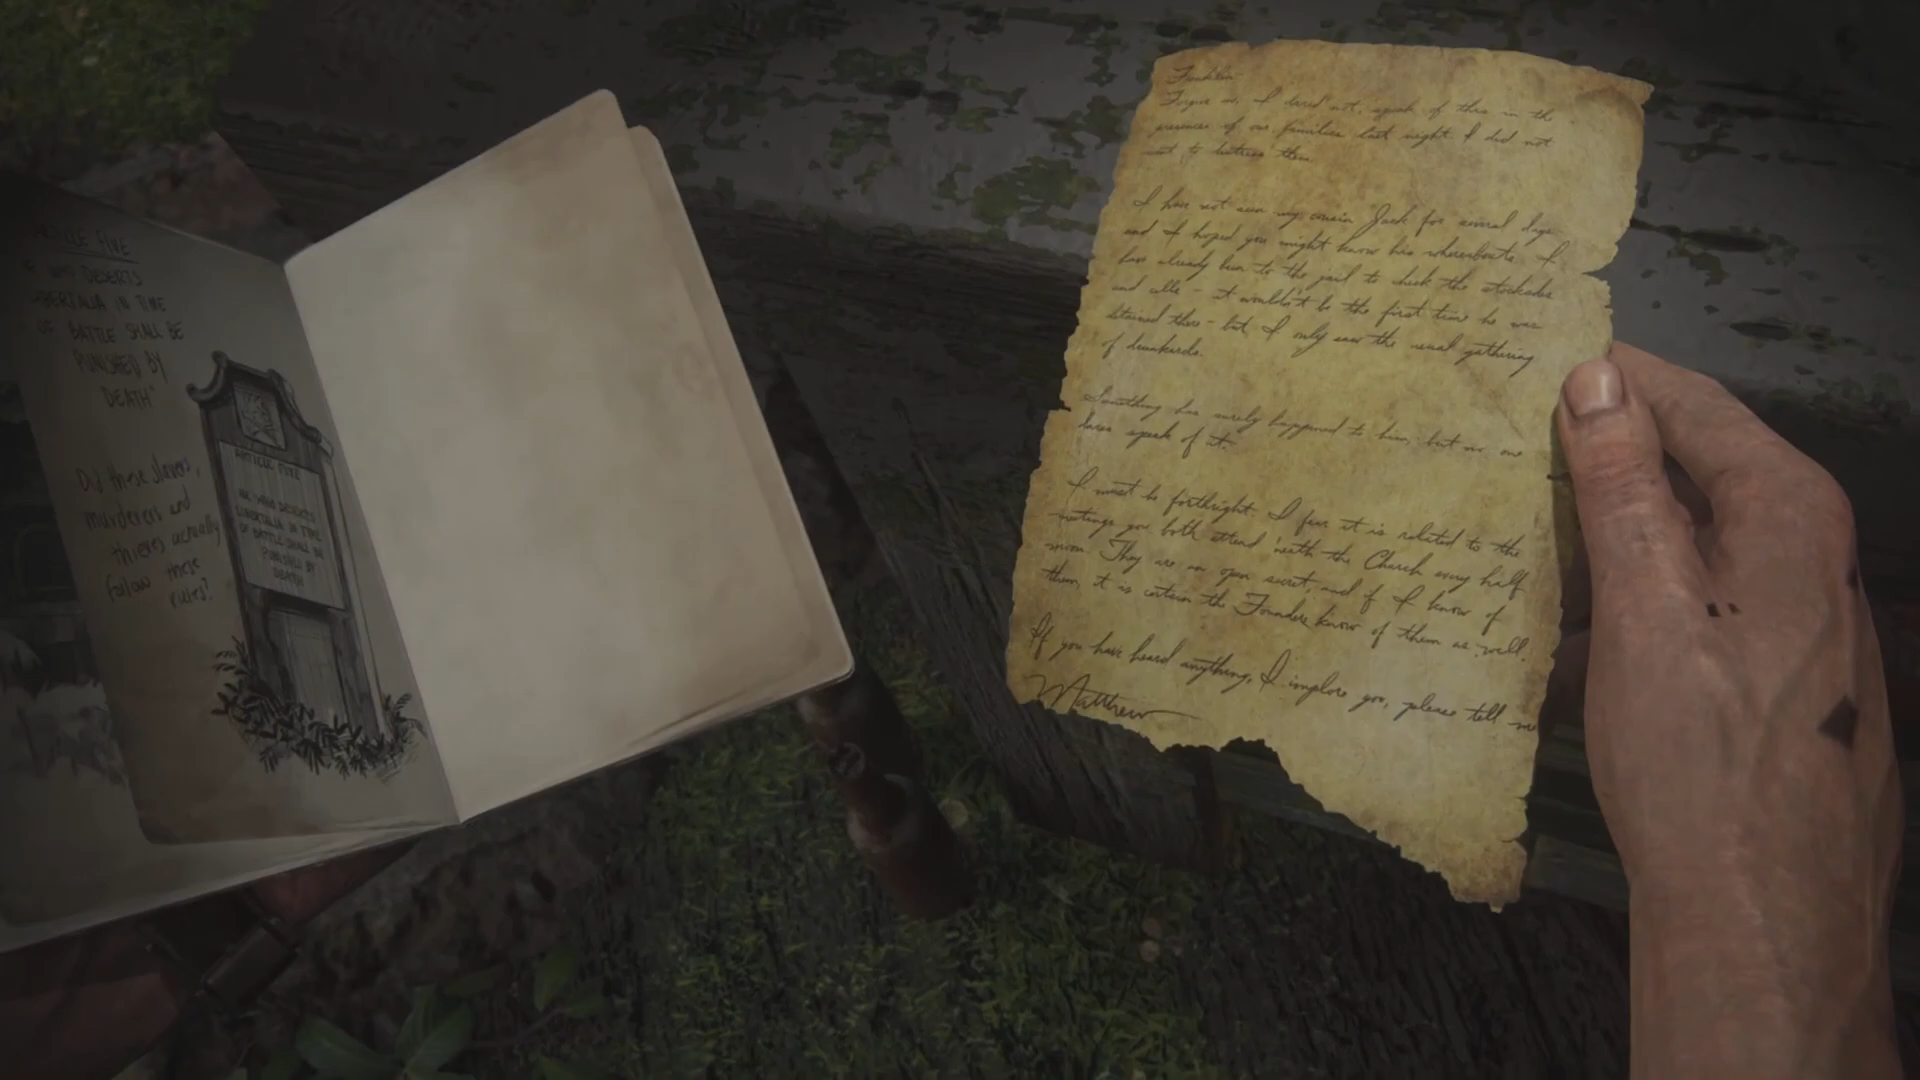 ARTICLE FIVE
WHO DESERTS
LIBERTALIA IN TIME
OF BATTLE SHALL BE
PUNISHED BY
DEATH"
Did these slavers,
murderers and
thieves actually
follow these
rules?
ARTICLE FIVE
HE WHO DESERTS
LIBERTALIA IN TIME
OF BATTLE SHALL BE
PUNISHED BY
DEATH
Franklin
Forgive me, I dared not speak of this in the
presence of our families last night. I did not
want to distress them.
I have not seen my cousin Jack for several days
and I hoped you might know his whereabouts. I
have already been to the jail to check the stockades
and cells - it wouldn't be the first time he was
detained there - but I only saw the usual gathering
of drunkards.
Something has surely happened to him, but no one
dares speak of it.
I must be forthright. I fear it is related to the
meetings you both attend 'neath the Church every half
moon. They are an open secret, and if I know of
them, it is certain the Founders know of them as well.
If you have heard anything, I implore you, please tell me
Matthew